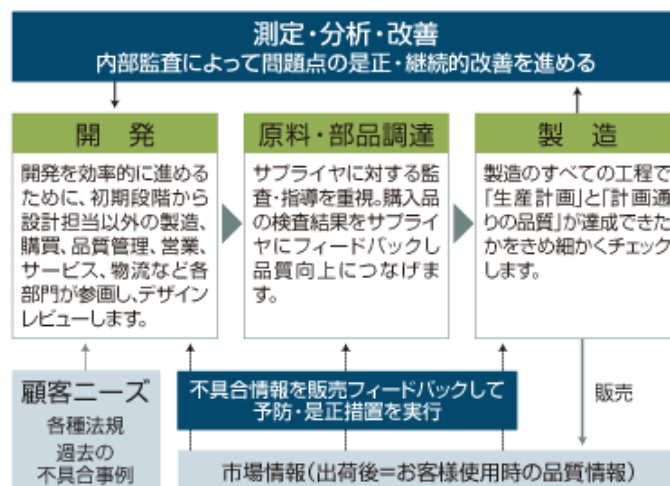 測定・分析・改善
内部監査によって問題点の是正・継続的改善を進める
開 発
開発を効率的に進める
ために、初期段階から
設計担当以外の製造、
購買、品質管理、営業、
サービス、物流など各
部門が参画し、デザイン
レビューします。
原料・部品調達
サプライヤに対する監
査・指導を重視。購入品
の検査結果をサプライ
ヤにフィードバックし
品質向上につなげま
す。
製 造
製造のすべての工程で
「生産計画」と「計画通
りの品質」が達成できた
かをきめ細かくチェック
します。
顧客ニーズ
各種法規
過去の
不具合事例
不具合情報を販売フィードバックして
予防・是正措置を実行
販売
市場情報(出荷後=お客様使用時の品質情報)